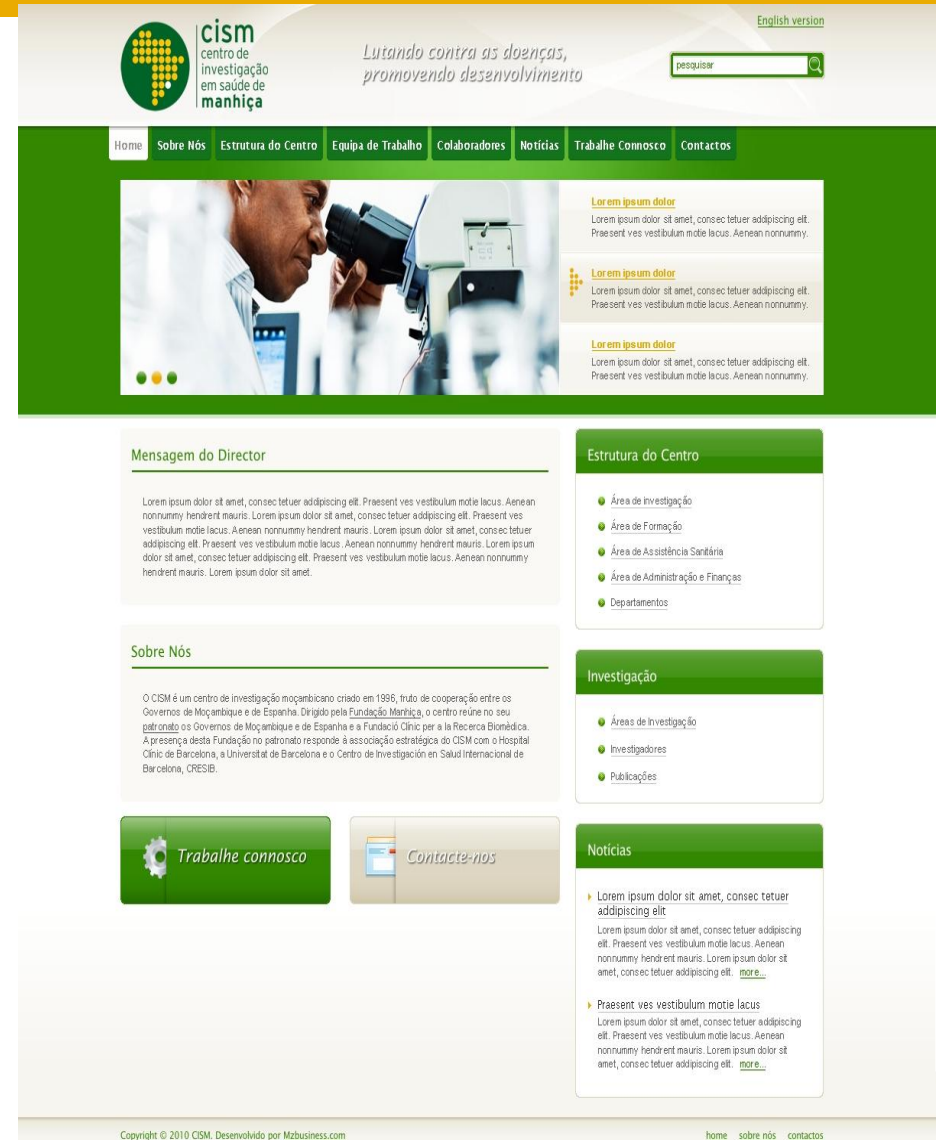 English version
cism
centro de
investigação
em saúde de
manhiça
Lutando contra as doenças,
promovendo desenvolvimento
pesquisar
Home Sobre Nós Estrutura do Centro Equipa de Trabalho Colaboradores Notícias Trabalhe Connosco Contactos
Lorem ipsum dolor
Lorem ipsum dolor sit amet, consec tetuer addipiscing elit.
Praesent ves vestibulum motie lacus. Aenean nonnummy.
Lorem ipsum dolor
Lorem ipsum dolor sit amet, consec tetuer addipiscing elit.
Praesent ves vestibulum motie lacus. Aenean nonnummy.
Lorem ipsum dolor
Lorem ipsum dolor sit amet, consec tetuer addipiscing elit.
Praesent ves vestibulum motie lacus. Aenean nonnummy.
Mensagem do Director
Lorem ipsum dolor sit amet, consec tetuer addipiscing elit. Praesent ves vestibulum motie lacus. Aenean
nonnummy hendrent mauris. Lorem ipsum dolor sit amet, consec tetuer addipiscing elit. Praesent ves
vestibulum motie lacus. Aenean nonnummy hendrent mauris. Lorem ipsum dolor sit amet, consec tetuer
addipiscing elit. Praesent ves vestibulum motie lacus. Aenean nonnummy hendrent mauris. Lorem ipsum
dolor sit amet, consec tetuer addipiscing elit. Praesent ves vestibulum motie lacus. Aenean nonnummy
hendrent mauris. Lorem ipsum dolor sit amet.
Sobre Nós
O CISM é um centro de investigação moçambicano criado em 1996, fruto de cooperação entre os
Governos de Moçambique e de Espanha. Dirigido pela Fundação Manhiça, o centro reúne no seu
patronato os Governos de Moçambique e de Espanha e a Fundació Clínic per a la Recerca Biomèdica.
A presença desta Fundação no patronato responde à associação estratégica do CISM com o Hospital
Clínic de Barcelona, a Universitat de Barcelona e o Centro de Investigación en Salud Internacional de
Barcelona, CRESIB.
Trabalhe connosco
Contacte-nos
Estrutura do Centro
Área de investigação
Área de Formação
Área de Assistência Sanitária
Área de Administração e Finanças
Departamentos
Investigação
Áreas de Investigação
Investigadores
Publicações
Notícias
Lorem ipsum dolor sit amet, consec tetuer
addipiscing elit
Lorem ipsum dolor sit amet, consec tetuer addipiscing
elit. Praesent ves vestibulum motie lacus. Aenean
nonnummy hendrent mauris. Lorem ipsum dolor sit
amet, consec tetuer addipiscing elit. more...
Praesent ves vestibulum motie lacus
Lorem ipsum dolor sit amet, consec tetuer addipiscing
elit. Praesent ves vestibulum motie lacus. Aenean
nonnummy hendrent mauris. Lorem ipsum dolor sit
amet, consec tetuer addipiscing elit. more...
Copyright © 2010 CISM. Desenvolvido por Mzbusiness.com
home sobre nós contactos